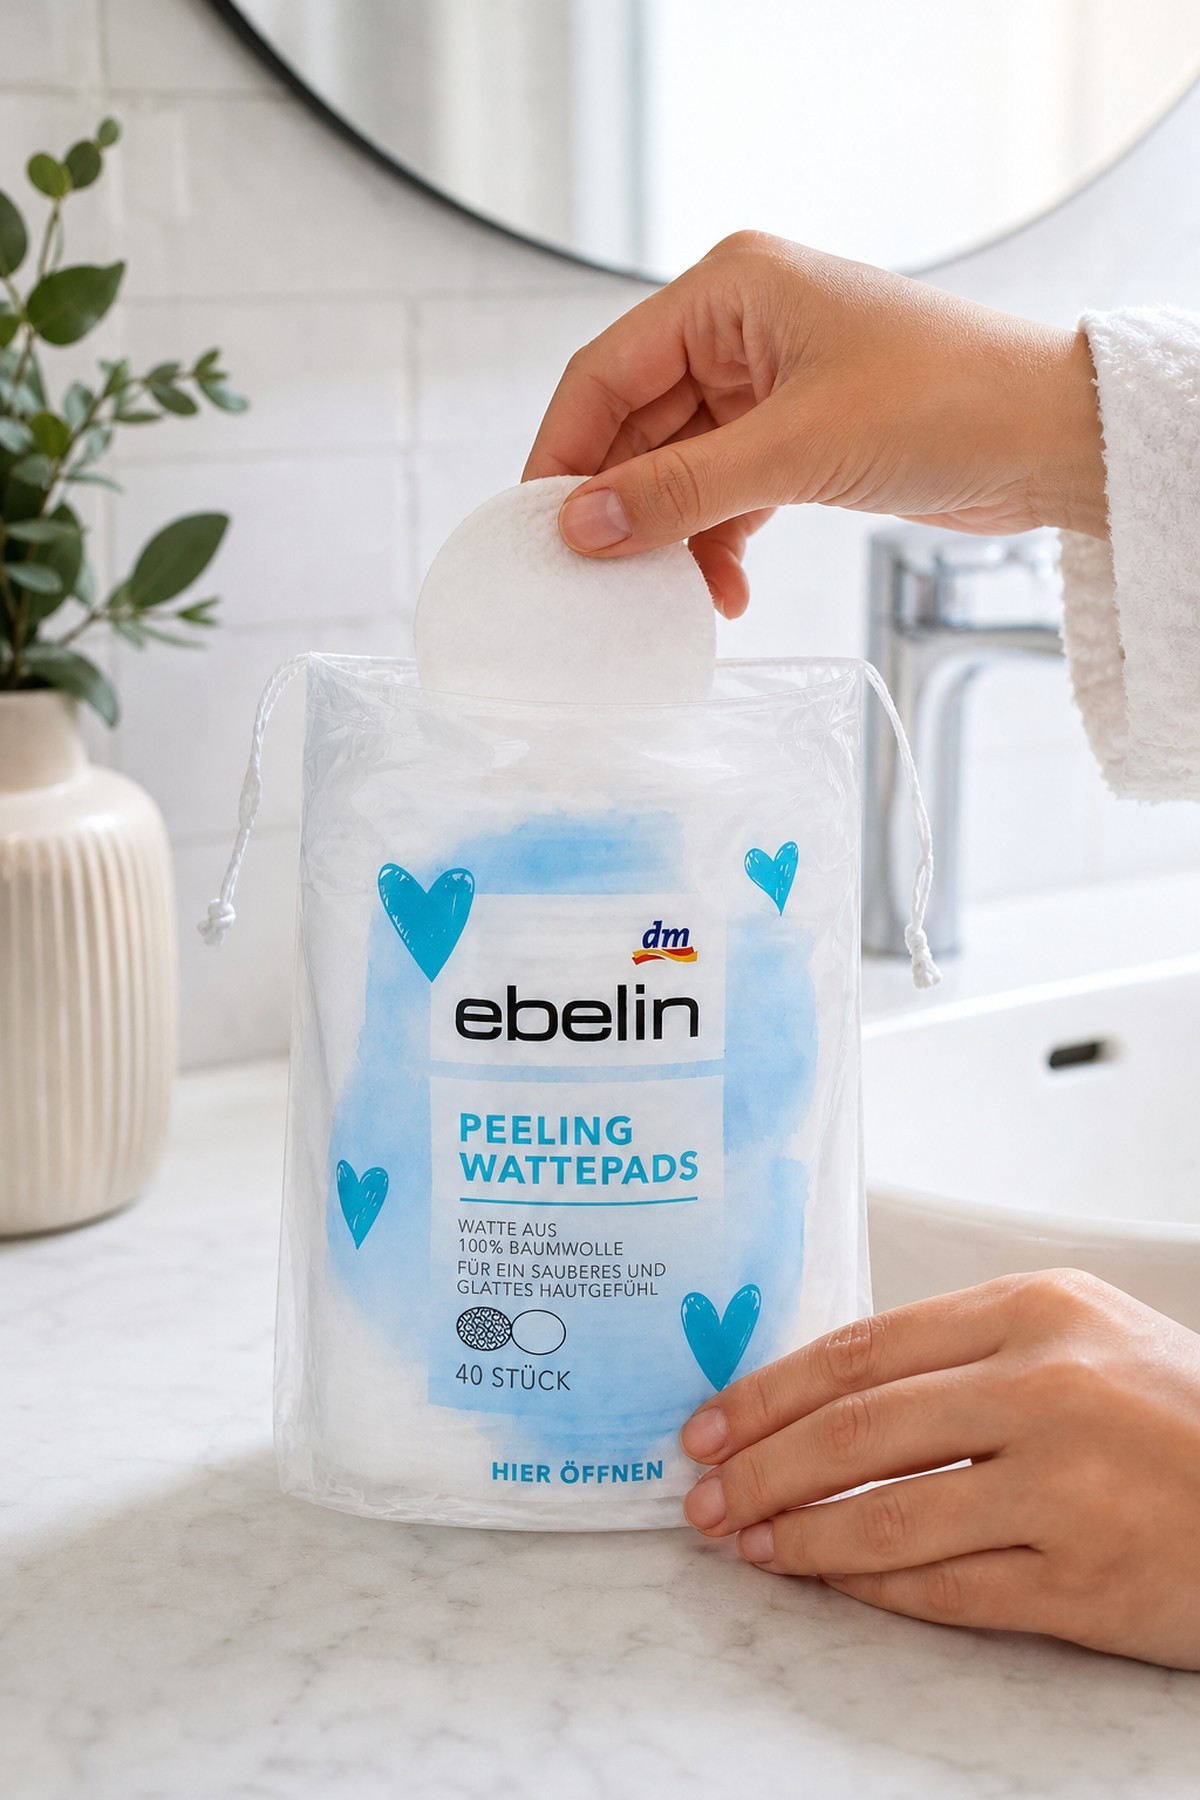 dm
ebelin
PEELING
WATTEPADS
WATTE AUS
100% BAUMWOLLE
FÜR EIN SAUBERES UND
GLATTES HAUTGEFÜHL
40 STÜCK
HIER ÖFFNEN